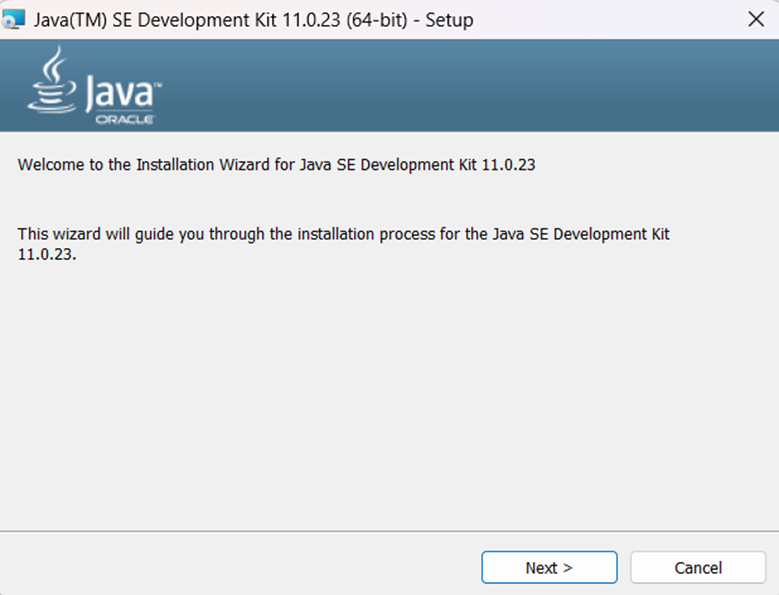 Java(TM) SE Development Kit 11.0.23 (64-bit) - Setup
Java™
ORACLE
Welcome to the Installation Wizard for Java SE Development Kit 11.0.23
This wizard will guide you through the installation process for the Java SE Development Kit
11.0.23.
Next >
Cancel